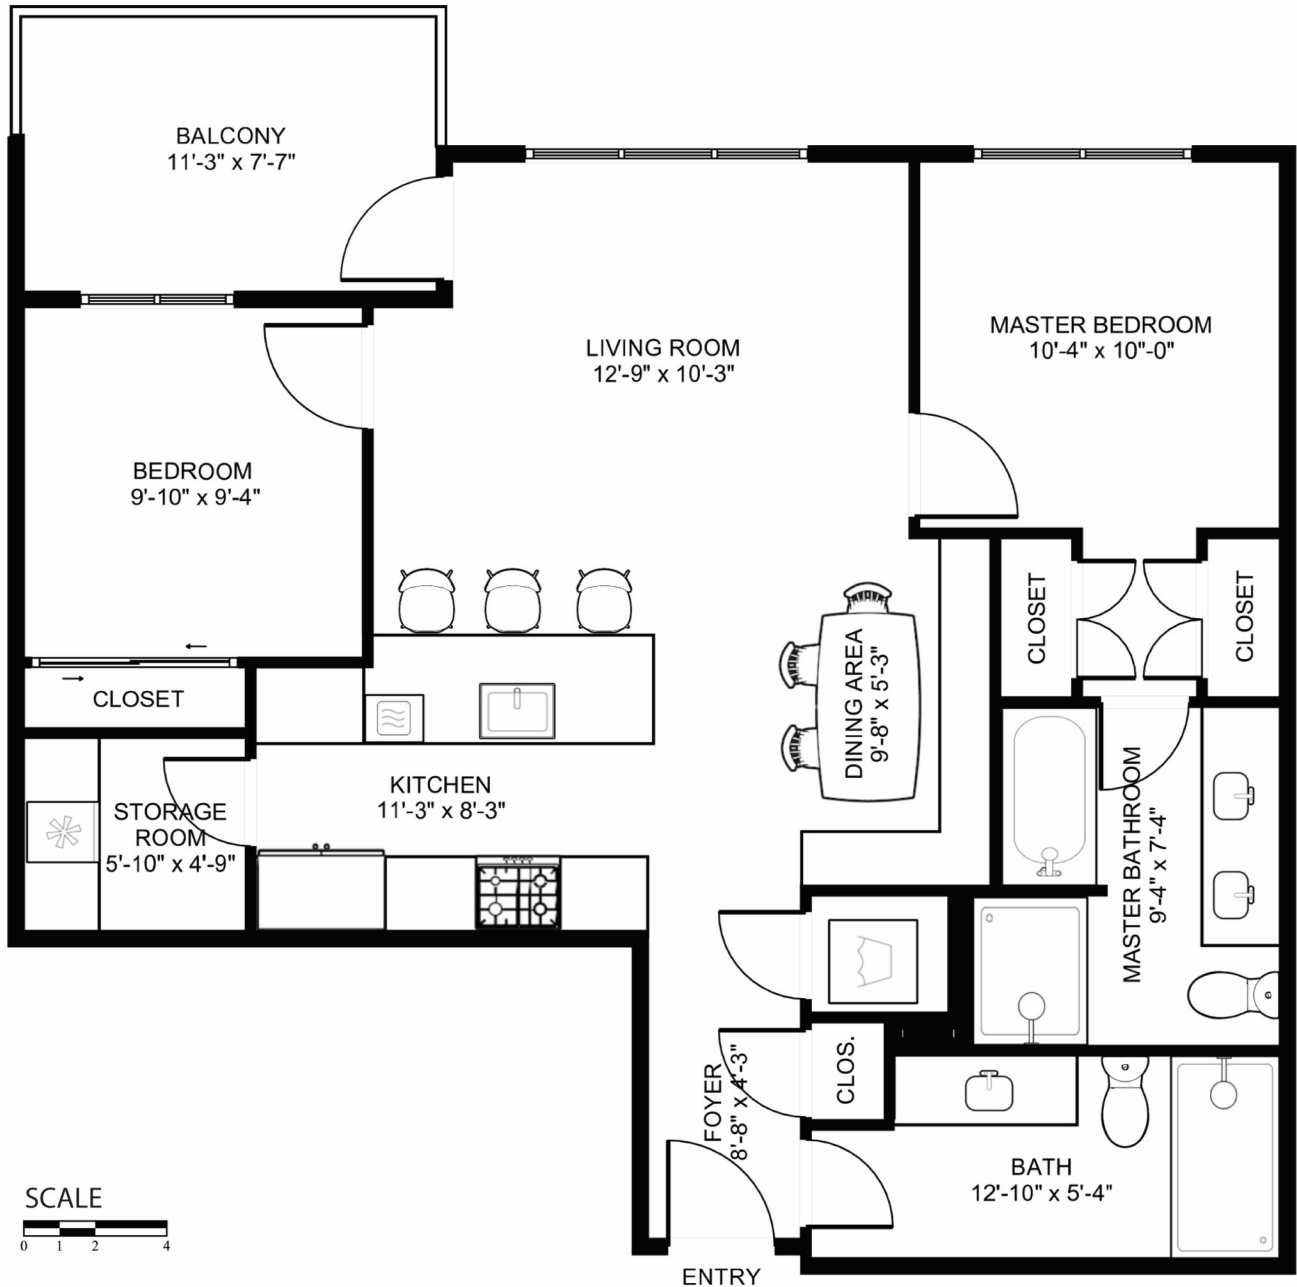 BALCONY
11'-3" x 7'-7"
LIVING ROOM
12'-9" x 10'-3"
MASTER BEDROOM
10'-4" x 10"-0"
BEDROOM
9'-10" x 9'-4"
CLOSET
CLOSET
CLOSET
DINING AREA
9'-8" x 5'-3"
KITCHEN
11'-3" x 8'-3"
STORAGE
ROOM
5'-10" x 4'-9"
MASTER BATHROOM
9'-4" x 7'-4"
CLOS.
FOYER
8'-8" x 4'-3"
BATH
12'-10" x 5'-4"
SCALE
0 1 2 4
ENTRY